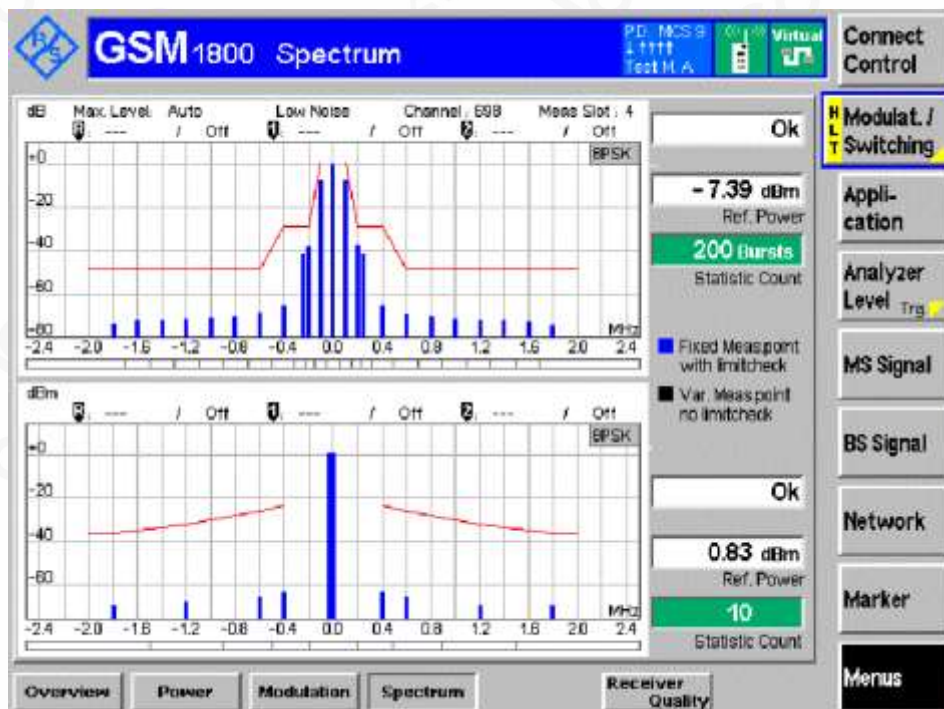 R S
GSM 1800 Spectrum
P.D. MCS 9
Test M. A
Virtual
Connect Control
dB Max. Level: Auto Low Noise Channel: 698 Meas Slot: 4
R: --- / Off 1: --- / Off 2: --- / Off
8PSK
+0
-20
-40
-60
-80
MHz
-2.4 -2.0 -1.6 -1.2 -0.8 -0.4 0.0 0.4 0.8 1.2 1.6 2.0 2.4
Ok
- 7.39 dBm
Ref. Power
200 Bursts
Statistic Count
Fixed Meas.point
with limitcheck
Var. Meas.point
no limitcheck
dBm
R: --- / Off 1: --- / Off 2: --- / Off
8PSK
+0
-20
-40
-60
MHz
-2.4 -2.0 -1.6 -1.2 -0.8 -0.4 0.0 0.4 0.8 1.2 1.6 2.0 2.4
Ok
0.83 dBm
Ref. Power
10
Statistic Count
HLT
Modulat. /
Switching
Appli-
cation
Analyzer
Level Trg
MS Signal
BS Signal
Network
Marker
Menus
Overview
Power
Modulation
Spectrum
Receiver
Quality